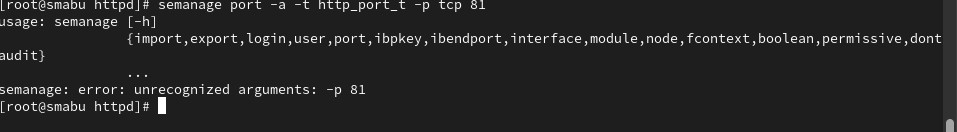 [root@smabu httpd]# semanage port -a -t http_port_t -p tcp 81
usage: semanage [-h]
{import,export,login,user,port,ibpkey,ibendport,interface,module,node,fcontext,boolean,permissive,dont
audit}
...
semanage: error: unrecognized arguments: -p 81
[root@smabu httpd]#